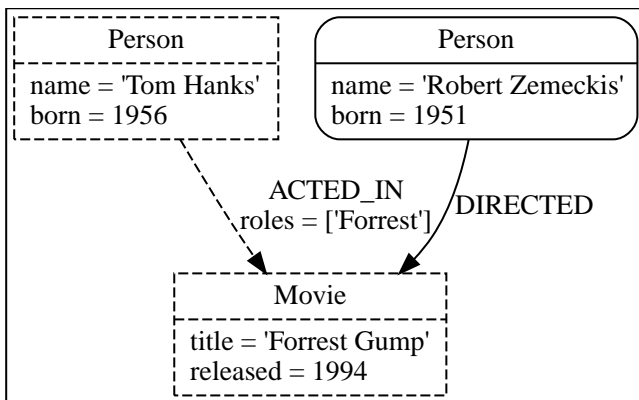 Person
name = 'Tom Hanks'
born = 1956
Person
name = 'Robert Zemeckis'
born = 1951
ACTED_IN
roles = ['Forrest']
DIRECTED
Movie
title = 'Forrest Gump'
released = 1994